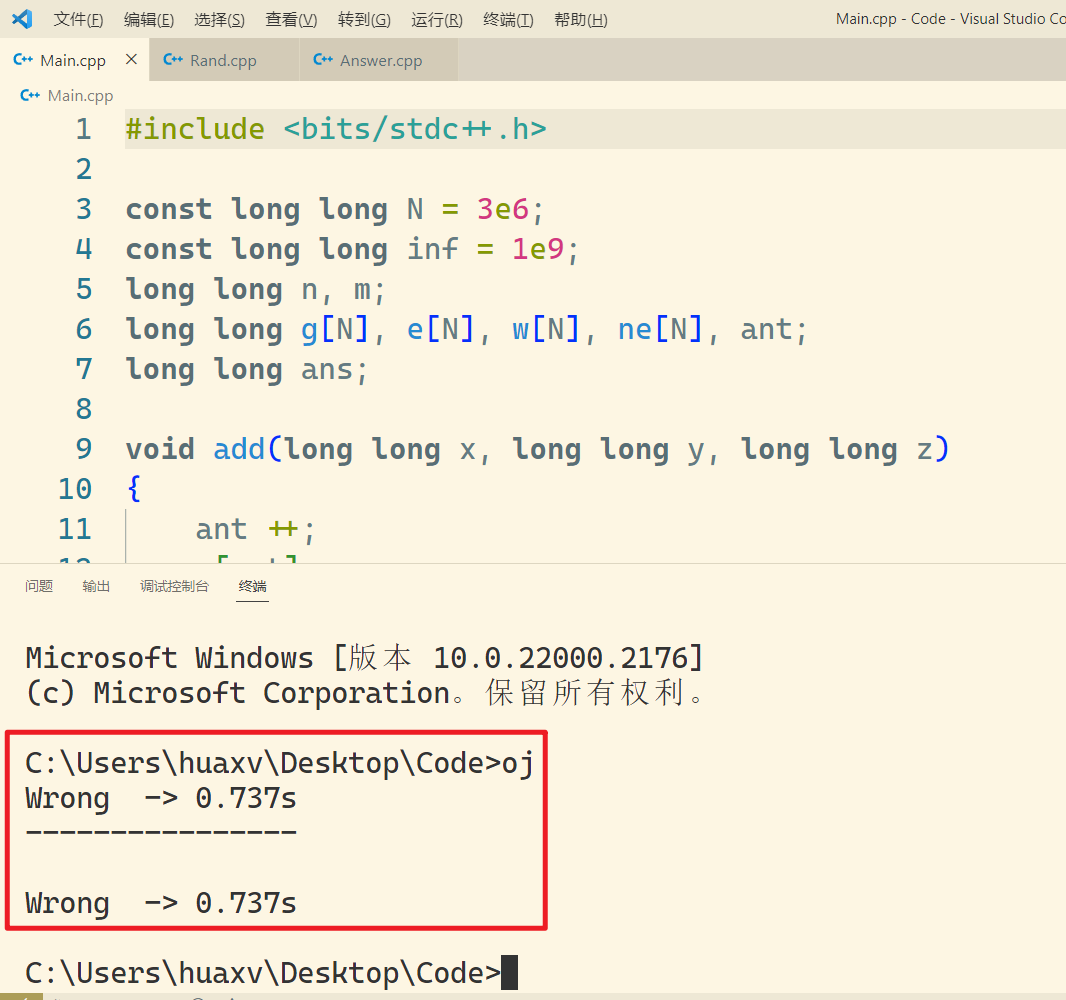 文件(F) 编辑(E) 选择(S) 查看(V) 转到(G) 运行(R) 终端(T) 帮助(H) Main.cpp - Code - Visual Studio Co
Main.cpp Rand.cpp Answer.cpp
Main.cpp
1 #include <bits/stdc++.h>
2
3 const long long N = 3e6;
4 const long long inf = 1e9;
5 long long n, m;
6 long long g[N], e[N], w[N], ne[N], ant;
7 long long ans;
8
9 void add(long long x, long long y, long long z)
10 {
11 ant ++;
问题 输出 调试控制台 终端
Microsoft Windows [版本 10.0.22000.2176]
(c) Microsoft Corporation。保留所有权利。
C:\Users\huaxv\Desktop\Code>oj
Wrong -> 0.737s
----------------
Wrong -> 0.737s
C:\Users\huaxv\Desktop\Code>